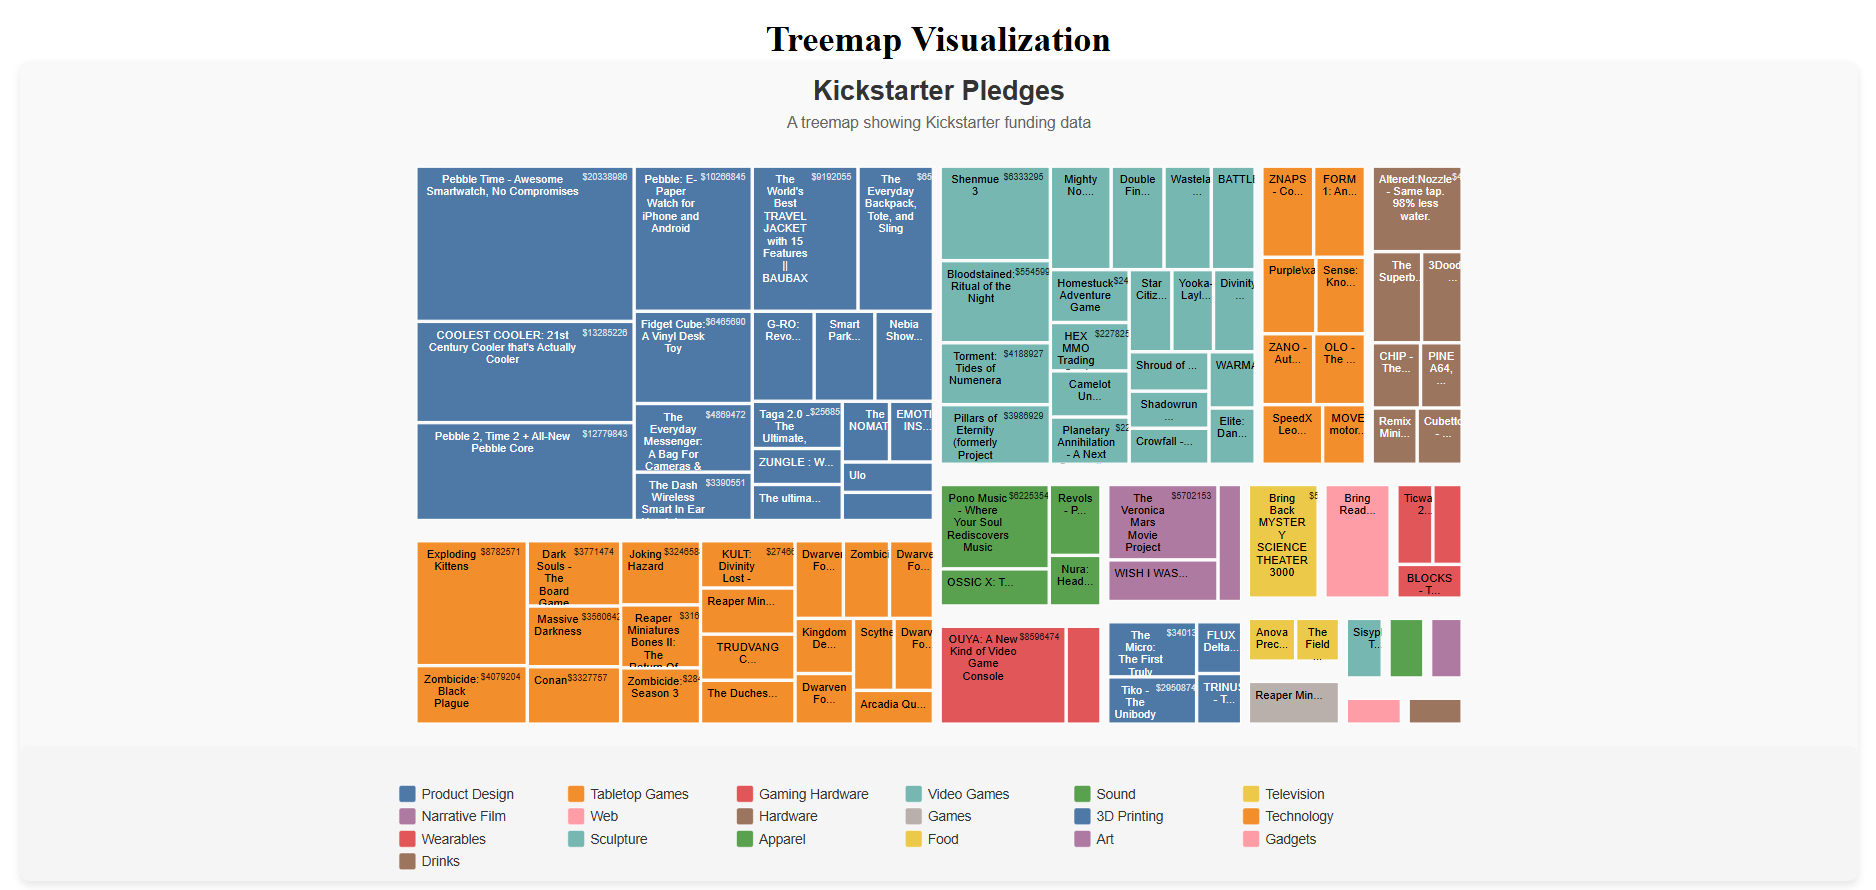 Treemap Visualization
Kickstarter Pledges
A treemap showing Kickstarter funding data
Pebble Time - Awesome
Smartwatch, No Compromises
$20338986
COOLEST COOLER: 21st
Century Cooler that's Actually
Cooler
$13285226
Pebble 2, Time 2 + All-New
Pebble Core
$12779843
Pebble: E-
Paper
Watch for
iPhone and
Android
$10266845
Fidget Cube:
A Vinyl Desk
Toy
$6465690
The
Everyday
Messenger:
A Bag For
Cameras &
$4869472
The Dash
Wireless
Smart In Ear
$3390551
The
World's
Best
TRAVEL
JACKET
with 15
Features
||
BAUBAX
$9192055
The
Everyday
Backpack,
Tote, and
Sling
$65
G-RO:
Revo...
Smart
Park...
Nebia
Show...
Taga 2.0 -
The
Ultimate,
$25685
ZUNGLE : W...
The ultima...
The
NOMAT
EMOTI
INS...
Ulo
Exploding
Kittens
$8782571
Zombicide:
Black
Plague
$4079204
Dark
Souls -
The
Board
Game
$3771474
Massive
Darkness
$3560642
Conan
$3327757
Joking
Hazard
$324658
Reaper
Miniatures
Bones II:
The
Return Of
$316
Zombicide:
Season 3
$284
KULT:
Divinity
Lost -
$27466
Reaper Min...
TRUDVANG
C...
The Duches...
Dwarven
Fo...
Zombici
Dwarve
Fo...
Kingdom
De...
Scythe
Dwarv
Fo...
Dwarven
Fo...
Arcadia Qu...
Shenmue
3
$6333295
Bloodstained:
Ritual of the
Night
$554599
Torment:
Tides of
Numenera
$4188927
Pillars of
Eternity
(formerly
Project
$3986929
Mighty
No....
Double
Fin...
Wastela
...
BATTLE
Homestuck
Adventure
Game
$24
HEX
MMO
Trading
$227825
Camelot
Un...
Planetary
Annihilation
- A Next
$22
Star
Citiz...
Yooka-
Layl...
Divinity
...
Shroud of ...
Shadowrun
...
Crowfall -...
WARMA
Elite:
Dan...
ZNAPS
- Co...
FORM
1: An...
Purple\xa
Sense:
Kno...
ZANO -
Aut...
OLO -
The ...
SpeedX
Leo...
MOVE
motor...
Altered:Nozzle
- Same tap.
98% less
water.
The
Superb...
3Dood
...
CHIP -
The...
PINE
A64,
...
Remix
Mini...
Cubetto
- ...
Pono Music
- Where
Your Soul
Rediscovers
Music
$6225354
OSSIC X: T...
Revols
- P...
Nura:
Head...
The
Veronica
Mars
Movie
Project
$5702153
WISH I WAS...
Bring
Back
MYSTER
Y
SCIENCE
THEATER
3000
Bring
Read...
Ticwa
2...
BLOCKS
- T...
OUYA: A New
Kind of Video
Game
Console
$8596474
The
Micro:
The First
Truly
$34013
Tiko -
The
Unibody
$2950874
FLUX
Delta...
TRINUS
- T...
Anova
Prec...
The
Field
...
Sisyp
T...
Reaper Min...
Product Design
Tabletop Games
Gaming Hardware
Video Games
Sound
Television
Narrative Film
Web
Hardware
Games
3D Printing
Technology
Wearables
Sculpture
Apparel
Food
Art
Gadgets
Drinks